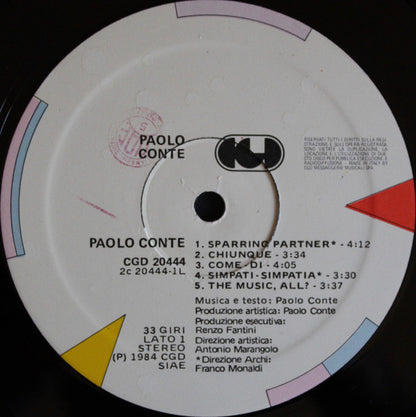 PAOLO
CONTE
RISERVATI TUTTI I DIRITTI SULLA REGI
STRAZIONE E SULL'OPERA REGISTRATA.
SONO VIETATE LA DUPLICAZIONE, LA
LOCAZIONE E L'UTILIZZAZIONE DI QUE
STO DISCO PER PUBBLICA ESECUZIONE E
RADIODIFFUSIONE - MADE IN ITALY BY
CGD MESSAGGERIE MUSICALI SPA
PAOLO CONTE
CGD 20444
2c 20444-1L
1. SPARRING PARTNER* - 4:12
2. CHIUNQUE - 3:34
3. COME-DI - 4:05
4. SIMPATI-SIMPATIA* - 3:30
5. THE MUSIC, ALL? - 3:37
Musica e testo: Paolo Conte
Produzione artistica: Paolo Conte
Produzione esecutiva:
Renzo Fantini
Direzione artistica:
Antonio Marangolo
*Direzione Archi:
Franco Monaldi
33 GIRI
LATO 1
STEREO
(P) 1984 CGD
SIAE